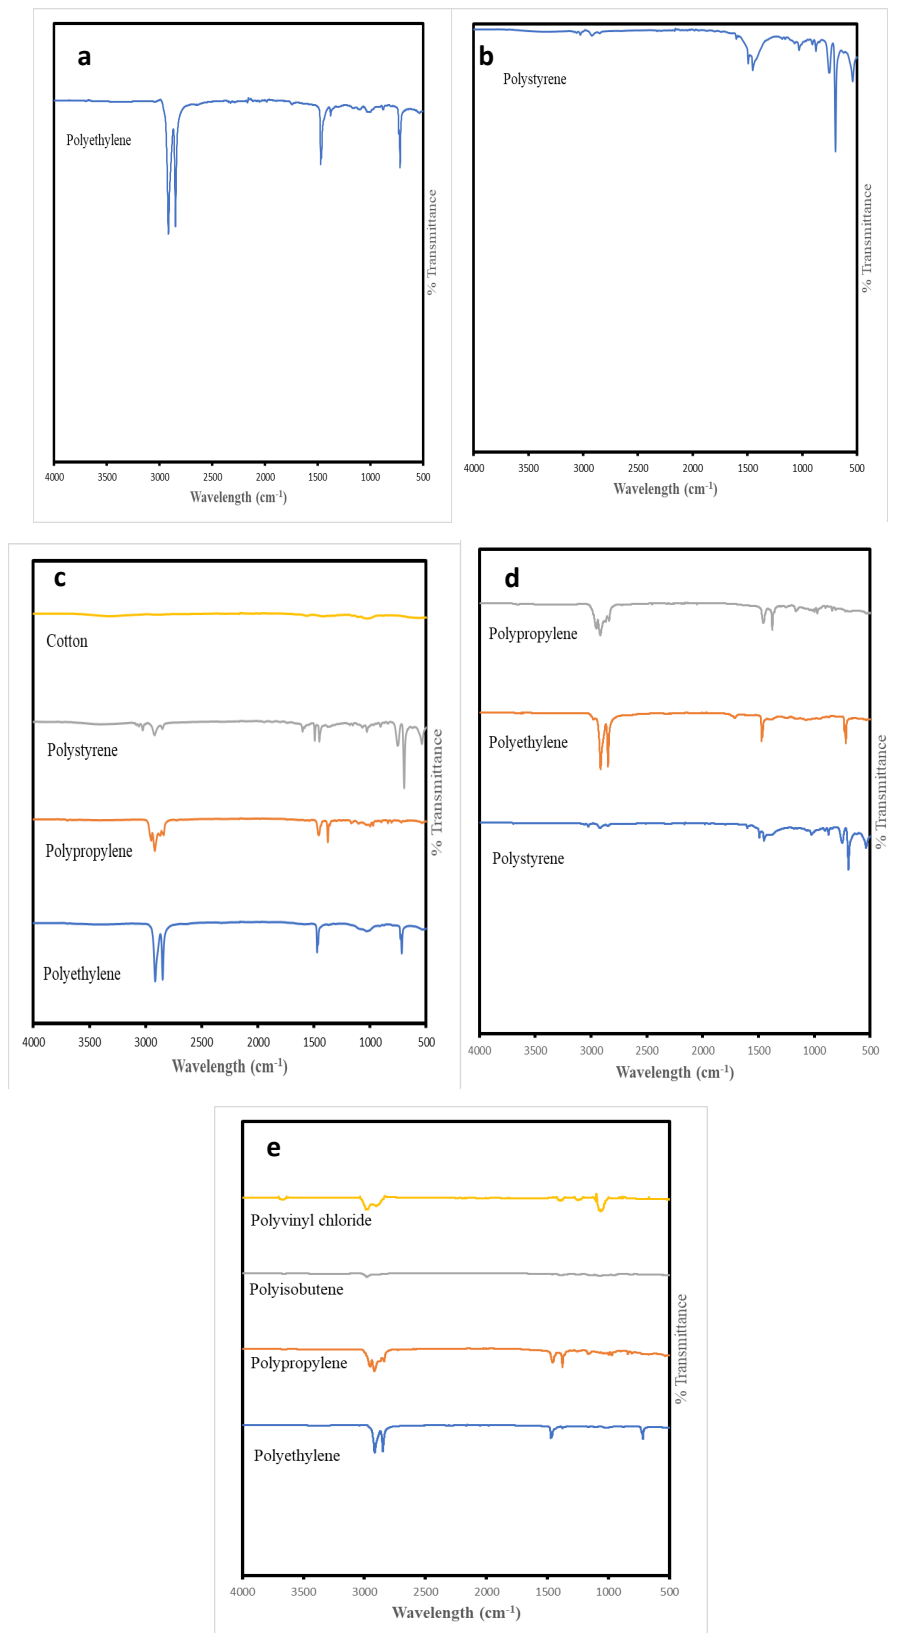 a
Polyethylene
% Transmittance
4000 3500 3000 2500 2000 1500 1000 500
Wavelength (cm⁻¹)
b
Polystyrene
% Transmittance
4000 3500 3000 2500 2000 1500 1000 500
Wavelength (cm⁻¹)
c
Cotton
Polystyrene
Polypropylene
Polyethylene
% Transmittance
4000 3500 3000 2500 2000 1500 1000 500
Wavelength (cm⁻¹)
d
Polypropylene
Polyethylene
Polystyrene
% Transmittance
4000 3500 3000 2500 2000 1500 1000 500
Wavelength (cm⁻¹)
e
Polyvinyl chloride
Polyisobutene
Polypropylene
Polyethylene
% Transmittance
4000 3500 3000 2500 2000 1500 1000 500
Wavelength (cm⁻¹)